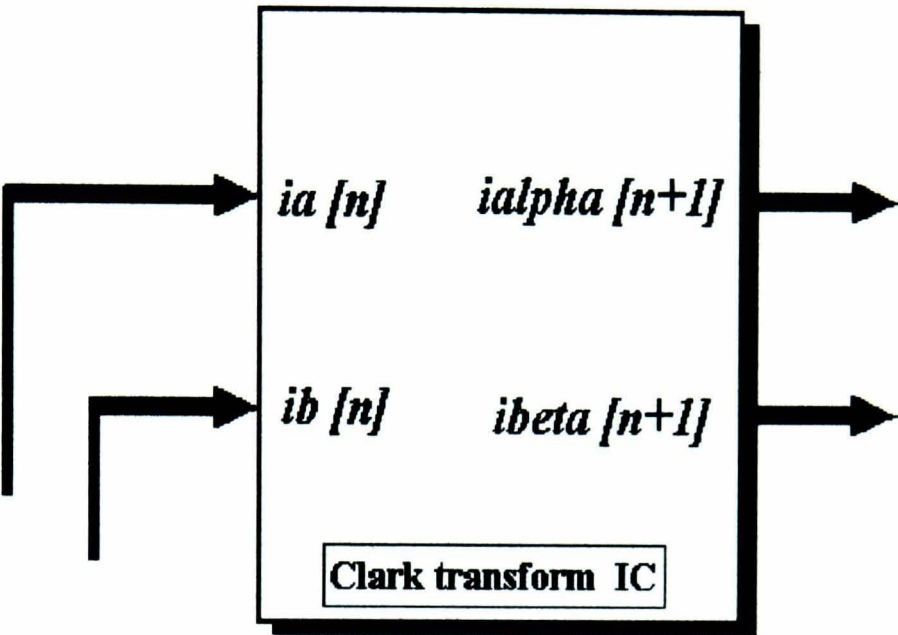 ia [n] ialpha [n+1]
ib [n] ibeta [n+1]
Clark transform IC